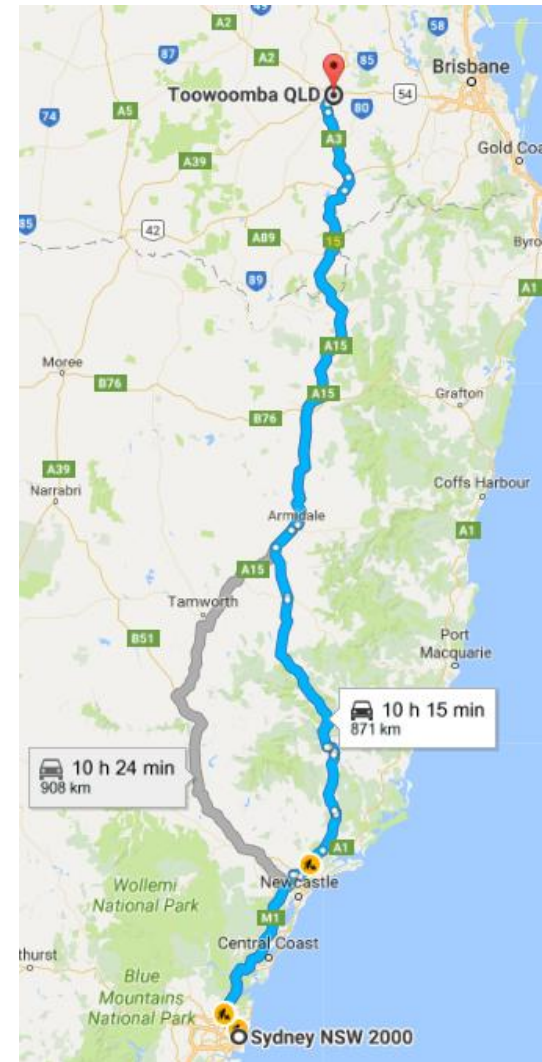 A2
49
58
87
A2
85
Brisbane
Toowoomba QLD
54
74
A5
80
A3
Gold Coa
A39
85
42
A89
15
Byro
89
A1
A15
Moree
B76
A15
B76
Grafton
A39
Narrabri
Coffs Harbour
Armidale
A1
A15
Tamworth
B51
Port
Macquarie
10 h 15 min
871 km
10 h 24 min
908 km
A1
Wollemi
National Park
Newcastle
M1
Central Coast
thurst
Blue
Mountains
National Park
Sydney NSW 2000